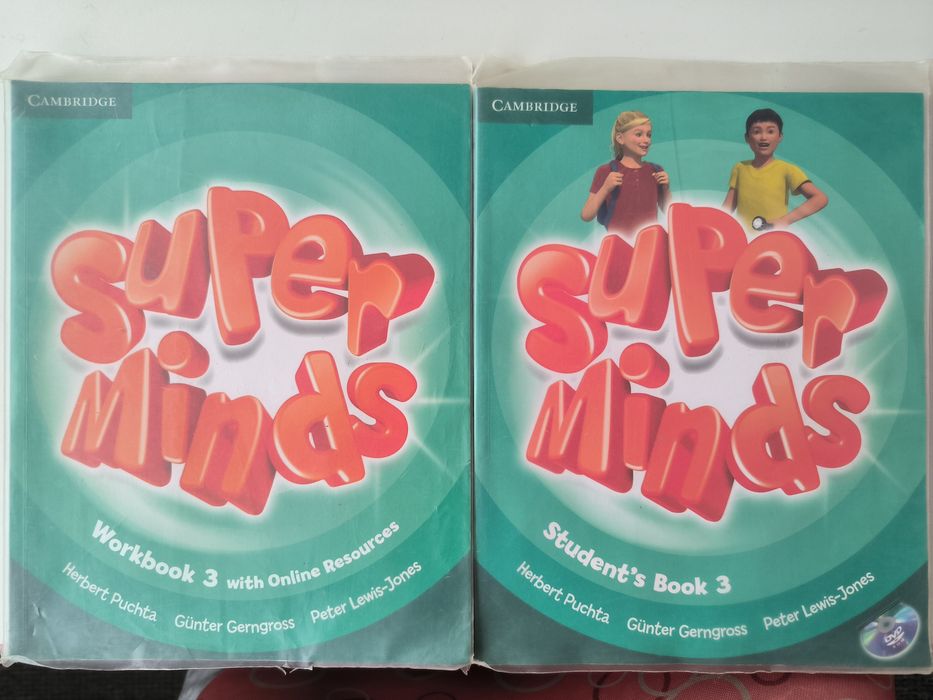 CAMBRIDGE
Super
Minds
Workbook 3 with Online Resources
Herbert Puchta
Günter Gerngross
Peter Lewis-Jones
CAMBRIDGE
Super
Minds
Student's Book 3
Herbert Puchta
Günter Gerngross
Peter Lewis-Jones
DVD